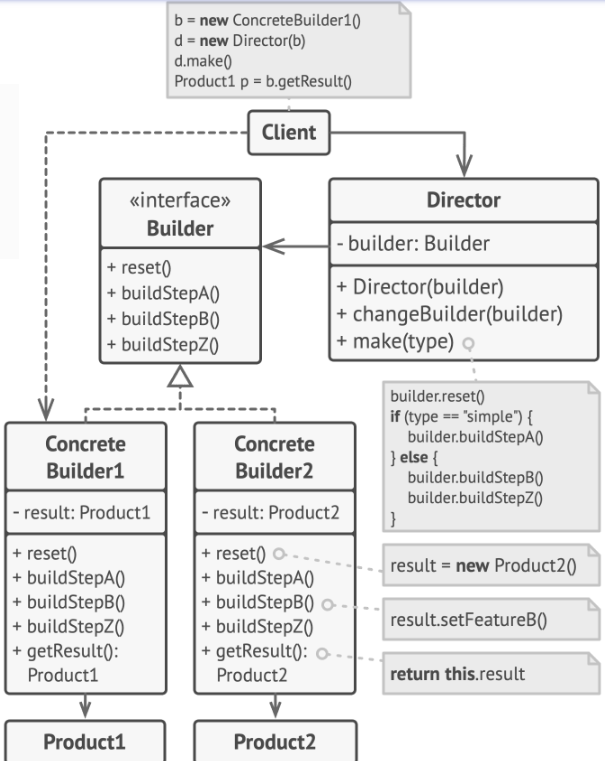 b = new ConcreteBuilder1()
d = new Director(b)
d.make()
Product1 p = b.getResult()
Client
«interface»
Builder
+ reset()
+ buildStepA()
+ buildStepB()
+ buildStepZ()
Director
- builder: Builder
+ Director(builder)
+ changeBuilder(builder)
+ make(type)
builder.reset()
if (type == "simple") {
builder.buildStepA()
} else {
builder.buildStepB()
builder.buildStepZ()
}
Concrete
Builder1
- result: Product1
+ reset()
+ buildStepA()
+ buildStepB()
+ buildStepZ()
+ getResult():
Product1
Concrete
Builder2
- result: Product2
+ reset()
+ buildStepA()
+ buildStepB()
+ buildStepZ()
+ getResult():
Product2
result = new Product2()
result.setFeatureB()
return this.result
Product1
Product2